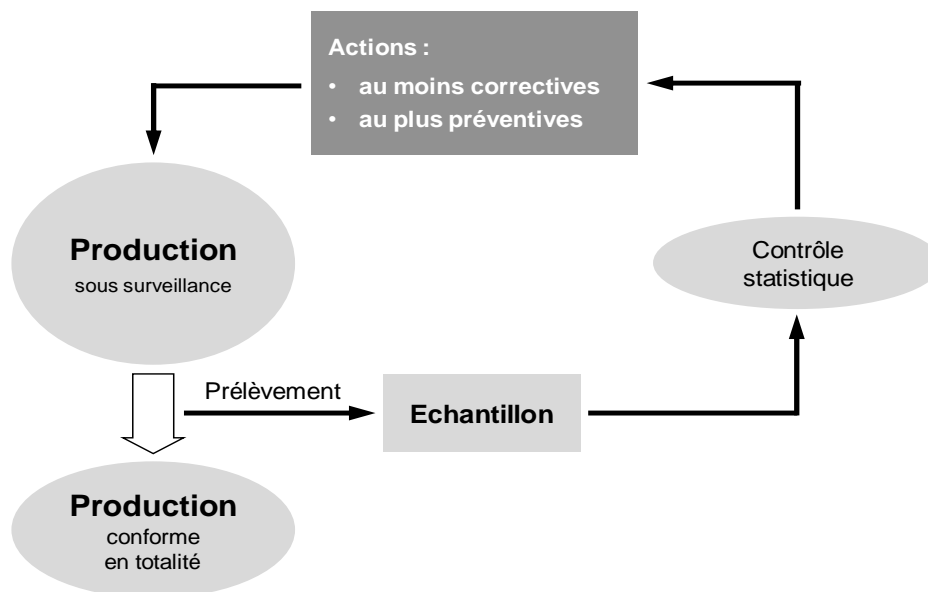 Actions :
• au moins correctives
• au plus préventives
Production
sous surveillance
Contrôle
statistique
Prélèvement
Echantillon
Production
conforme
en totalité